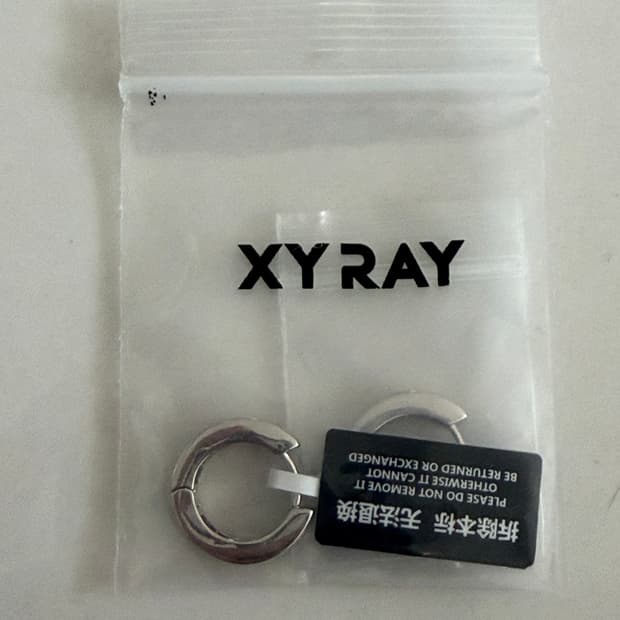 XYRAY
拆除本标 无法退换
PLEASE DO NOT REMOVE IT
OTHERWISE IT CANNOT
BE RETURNED OR EXCHANGED